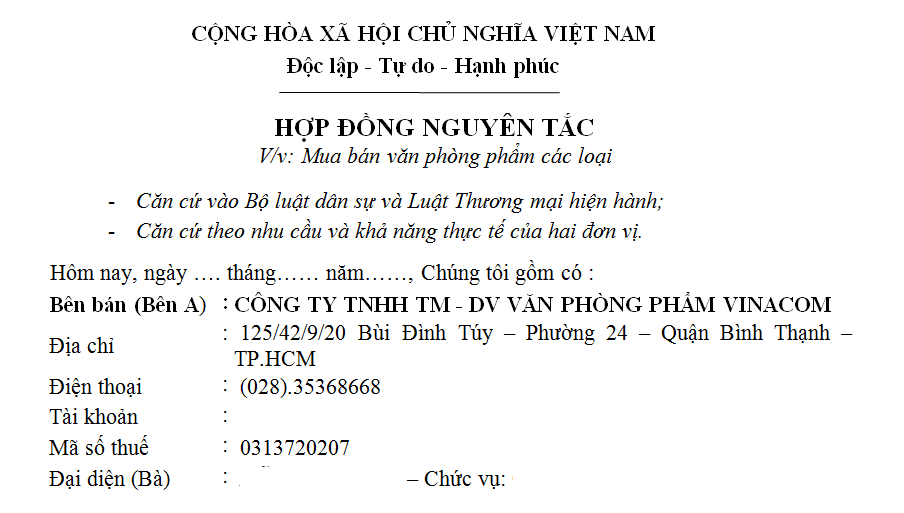 CỘNG HÒA XÃ HỘI CHỦ NGHĨA VIỆT NAM
Độc lập - Tự do - Hạnh phúc
HỢP ĐỒNG NGUYÊN TẮC
V/v: Mua bán văn phòng phẩm các loại
- Căn cứ vào Bộ luật dân sự và Luật Thương mại hiện hành;
- Căn cứ theo nhu cầu và khả năng thực tế của hai đơn vị.
Hôm nay, ngày …. tháng…… năm……, Chúng tôi gồm có :
Bên bán (Bên A) : CÔNG TY TNHH TM - DV VĂN PHÒNG PHẨM VINACOM
Địa chỉ : 125/42/9/20 Bùi Đình Túy – Phường 24 – Quận Bình Thạnh –
TP.HCM
Điện thoại : (028).35368668
Tài khoản :
Mã số thuế : 0313720207
Đại diện (Bà) : – Chức vụ: